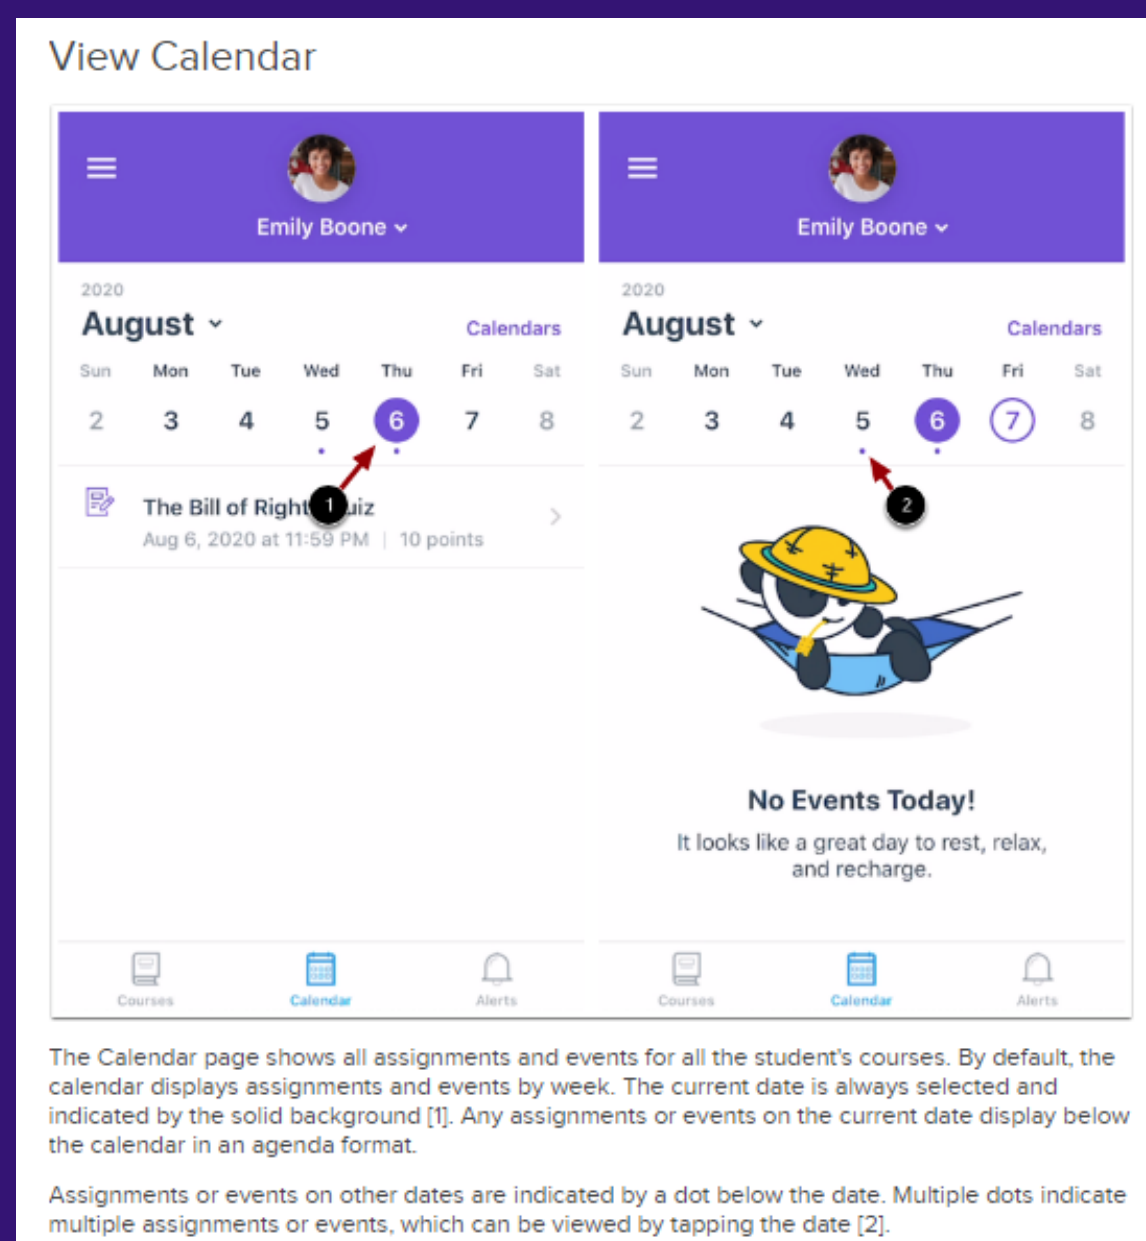 View Calendar
Emily Boone
2020
August
Calendars
Sun Mon Tue Wed Thu Fri Sat
2 3 4 5 6 7 8
1
The Bill of Rights uiz
Aug 6, 2020 at 11:59 PM | 10 points
Courses Calendar Alerts
Emily Boone
2020
August
Calendars
Sun Mon Tue Wed Thu Fri Sat
2 3 4 5 6 7 8
2
No Events Today!
It looks like a great day to rest, relax,
and recharge.
Courses Calendar Alerts
The Calendar page shows all assignments and events for all the student's courses. By default, the
calendar displays assignments and events by week. The current date is always selected and
indicated by the solid background [1]. Any assignments or events on the current date display below
the calendar in an agenda format.
Assignments or events on other dates are indicated by a dot below the date. Multiple dots indicate
multiple assignments or events, which can be viewed by tapping the date [2].